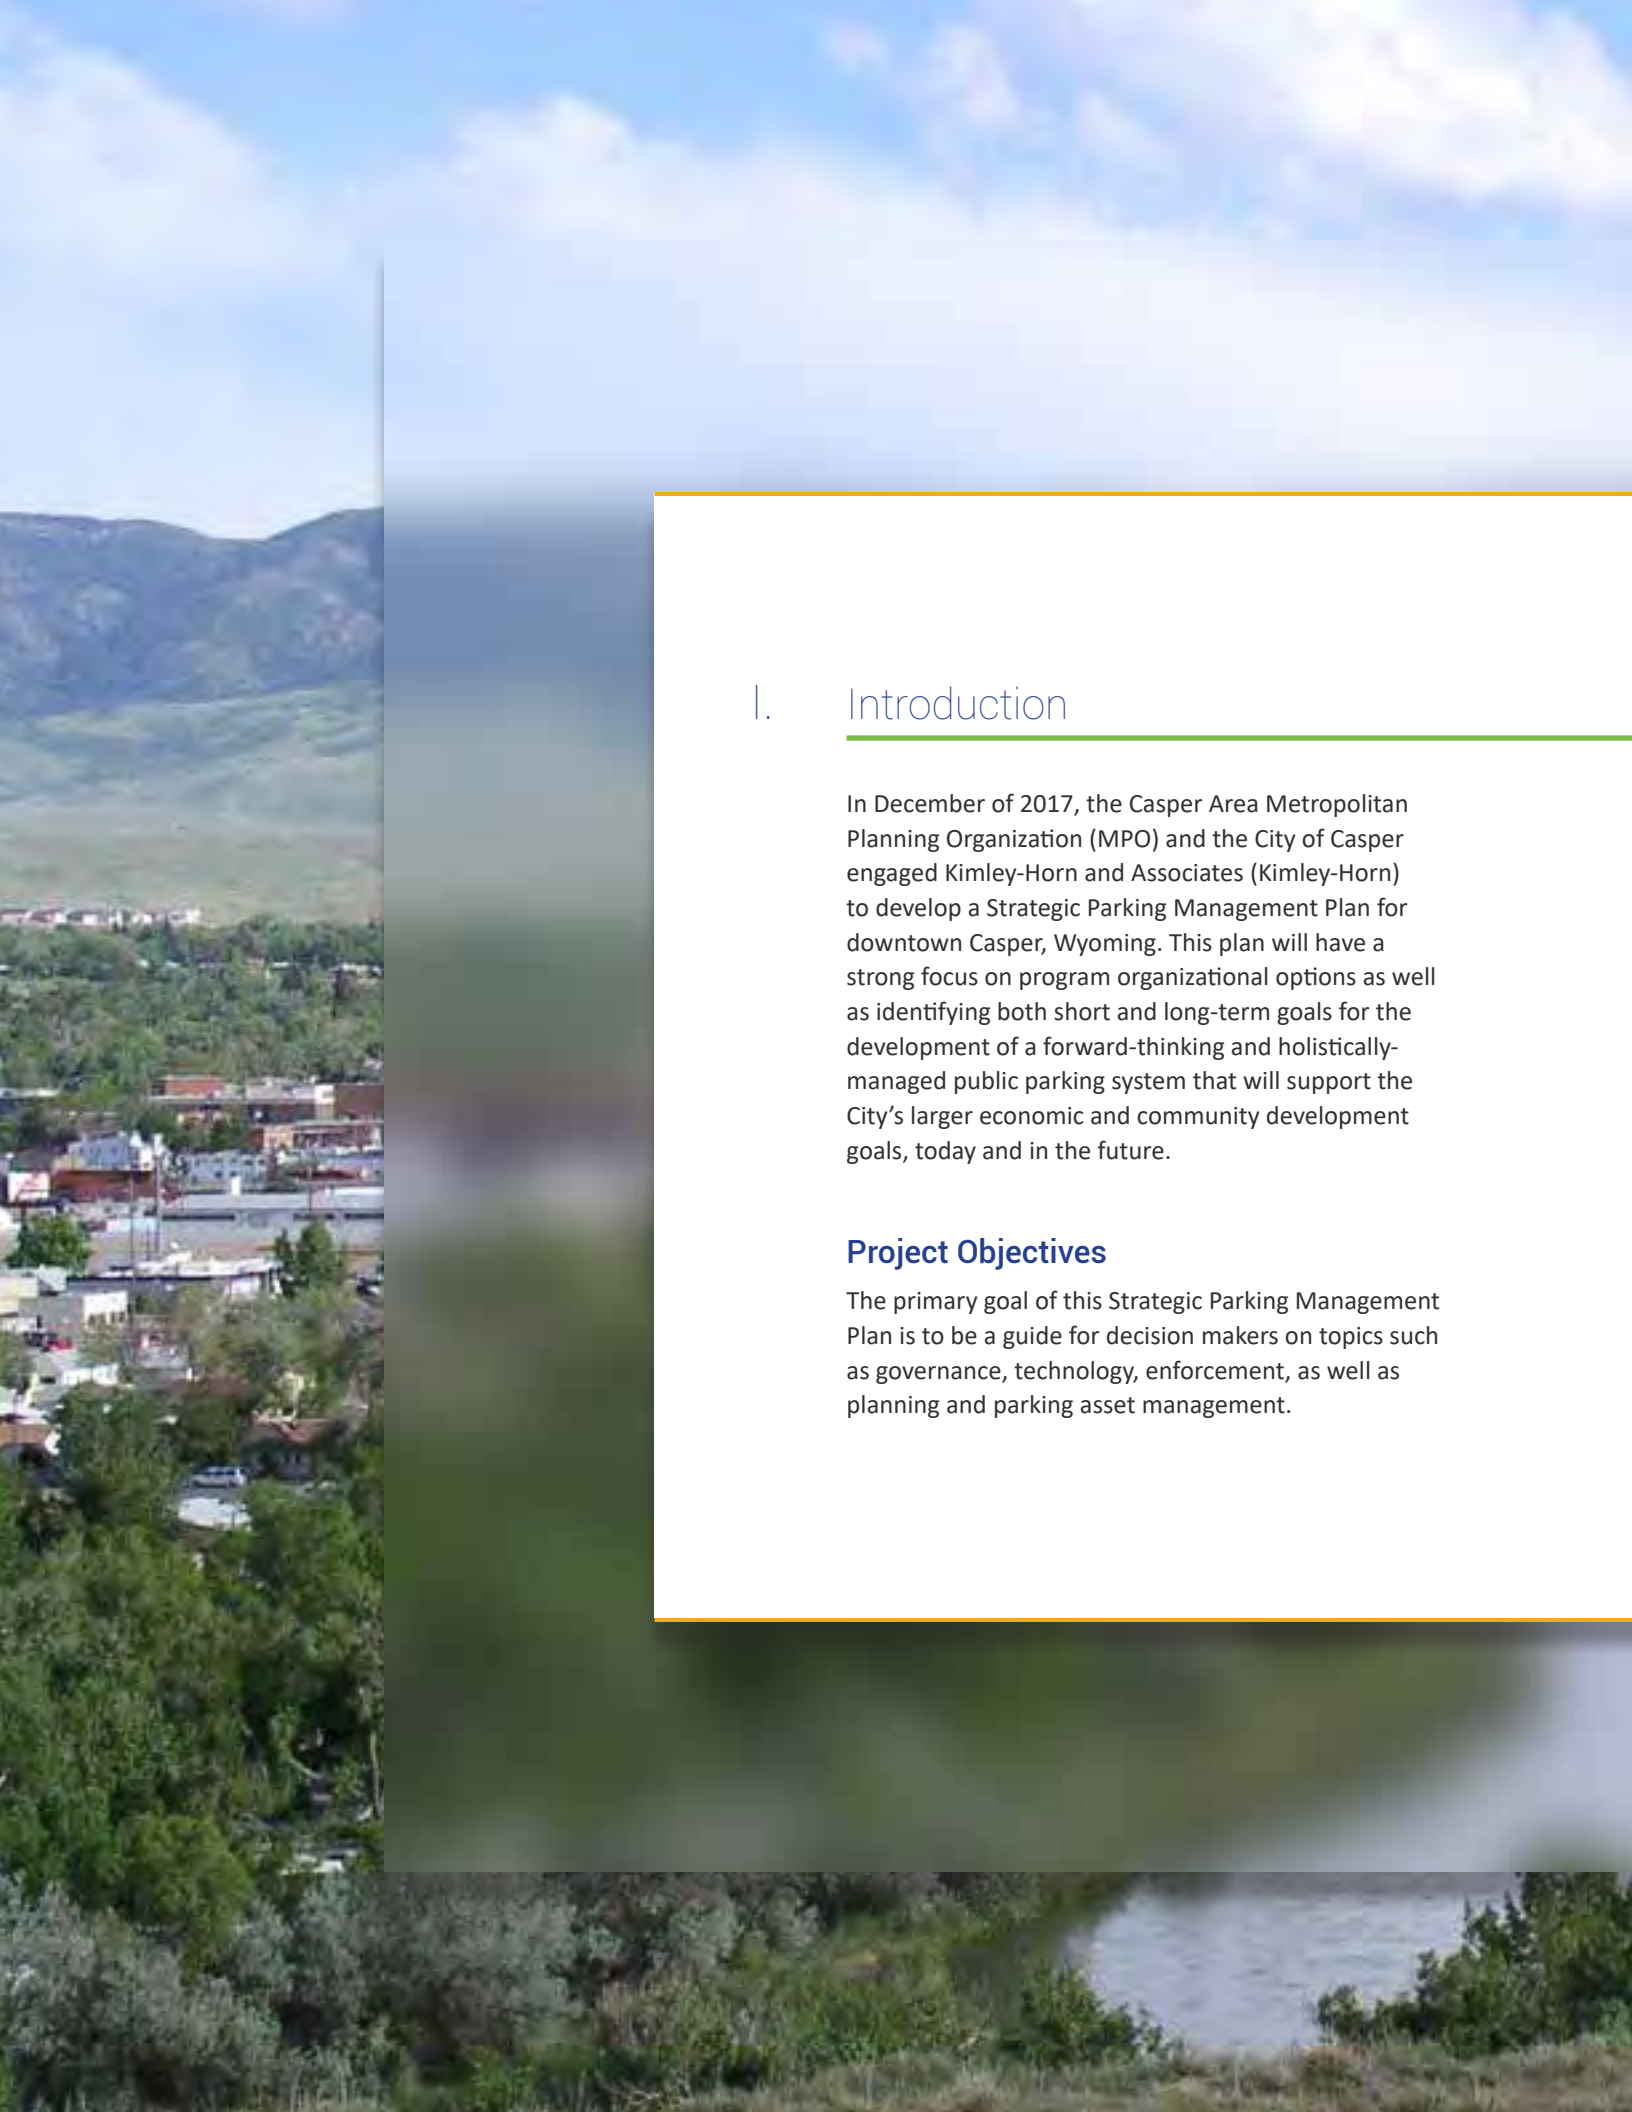 I. Introduction
In December of 2017, the Casper Area Metropolitan
Planning Organization (MPO) and the City of Casper
engaged Kimley-Horn and Associates (Kimley-Horn)
to develop a Strategic Parking Management Plan for
downtown Casper, Wyoming. This plan will have a
strong focus on program organizational options as well
as identifying both short and long-term goals for the
development of a forward-thinking and holistically-
managed public parking system that will support the
City’s larger economic and community development
goals, today and in the future.
Project Objectives
The primary goal of this Strategic Parking Management
Plan is to be a guide for decision makers on topics such
as governance, technology, enforcement, as well as
planning and parking asset management.